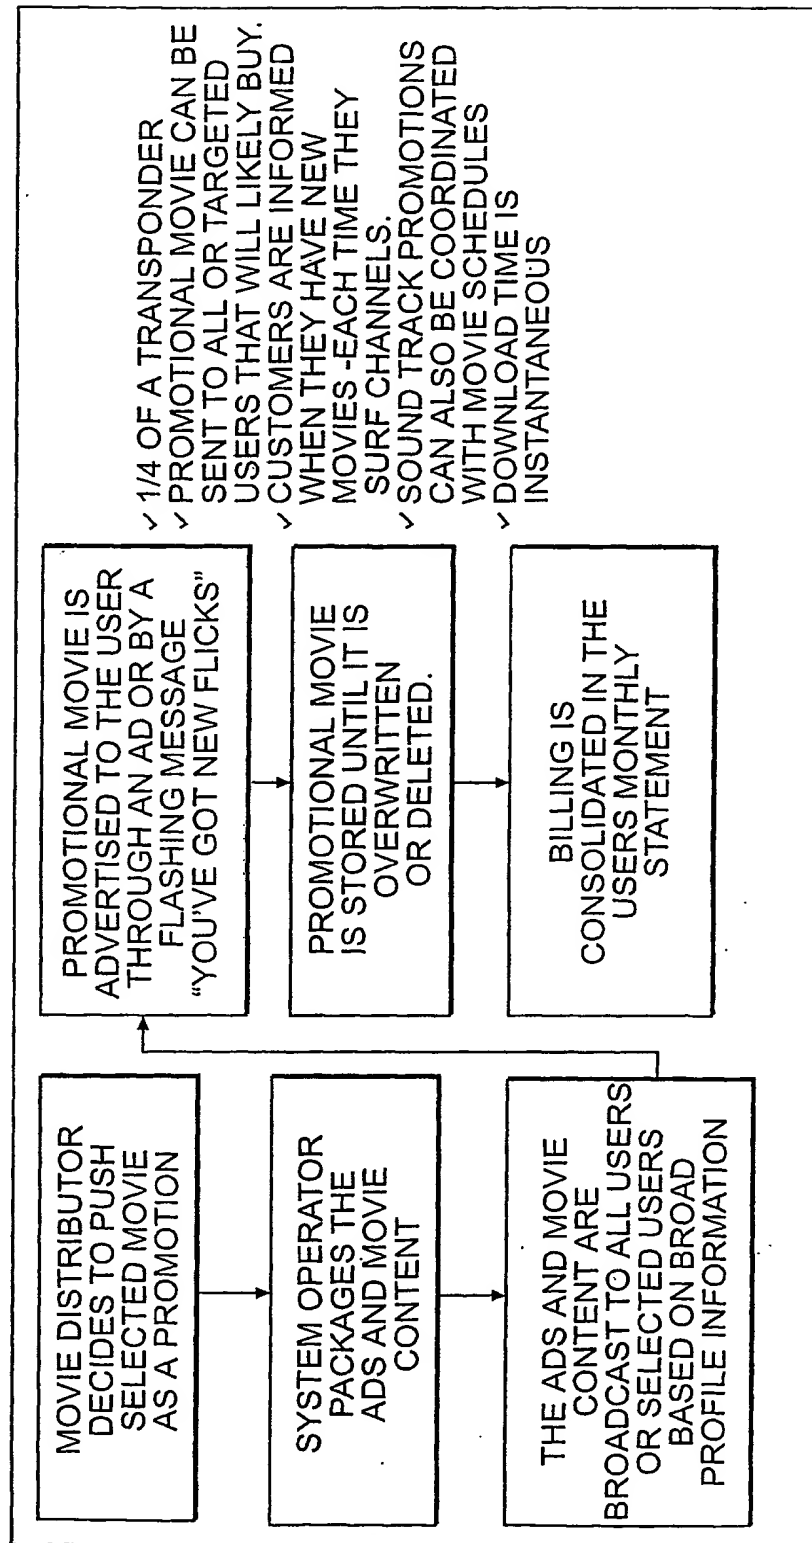 MOVIE DISTRIBUTOR
DECIDES TO PUSH
SELECTED MOVIE
AS A PROMOTION
SYSTEM OPERATOR
PACKAGES THE
ADS AND MOVIE
CONTENT
THE ADS AND MOVIE
CONTENT ARE
BROADCAST TO ALL USERS
OR SELECTED USERS
BASED ON BROAD
PROFILE INFORMATION
PROMOTIONAL MOVIE IS
ADVERTISED TO THE USER
THROUGH AN AD OR BY A
FLASHING MESSAGE
“YOU’VE GOT NEW FLICKS”
PROMOTIONAL MOVIE
IS STORED UNTIL IT IS
OVERWRITTEN
OR DELETED.
BILLING IS
CONSOLIDATED IN THE
USERS MONTHLY
STATEMENT
✓ 1/4 OF A TRANSPONDER
✓ PROMOTIONAL MOVIE CAN BE
SENT TO ALL OR TARGETED
USERS THAT WILL LIKELY BUY.
✓ CUSTOMERS ARE INFORMED
WHEN THEY HAVE NEW
MOVIES -EACH TIME THEY
SURF CHANNELS.
✓ SOUND TRACK PROMOTIONS
CAN ALSO BE COORDINATED
WITH MOVIE SCHEDULES
✓ DOWNLOAD TIME IS
INSTANTANEOUS